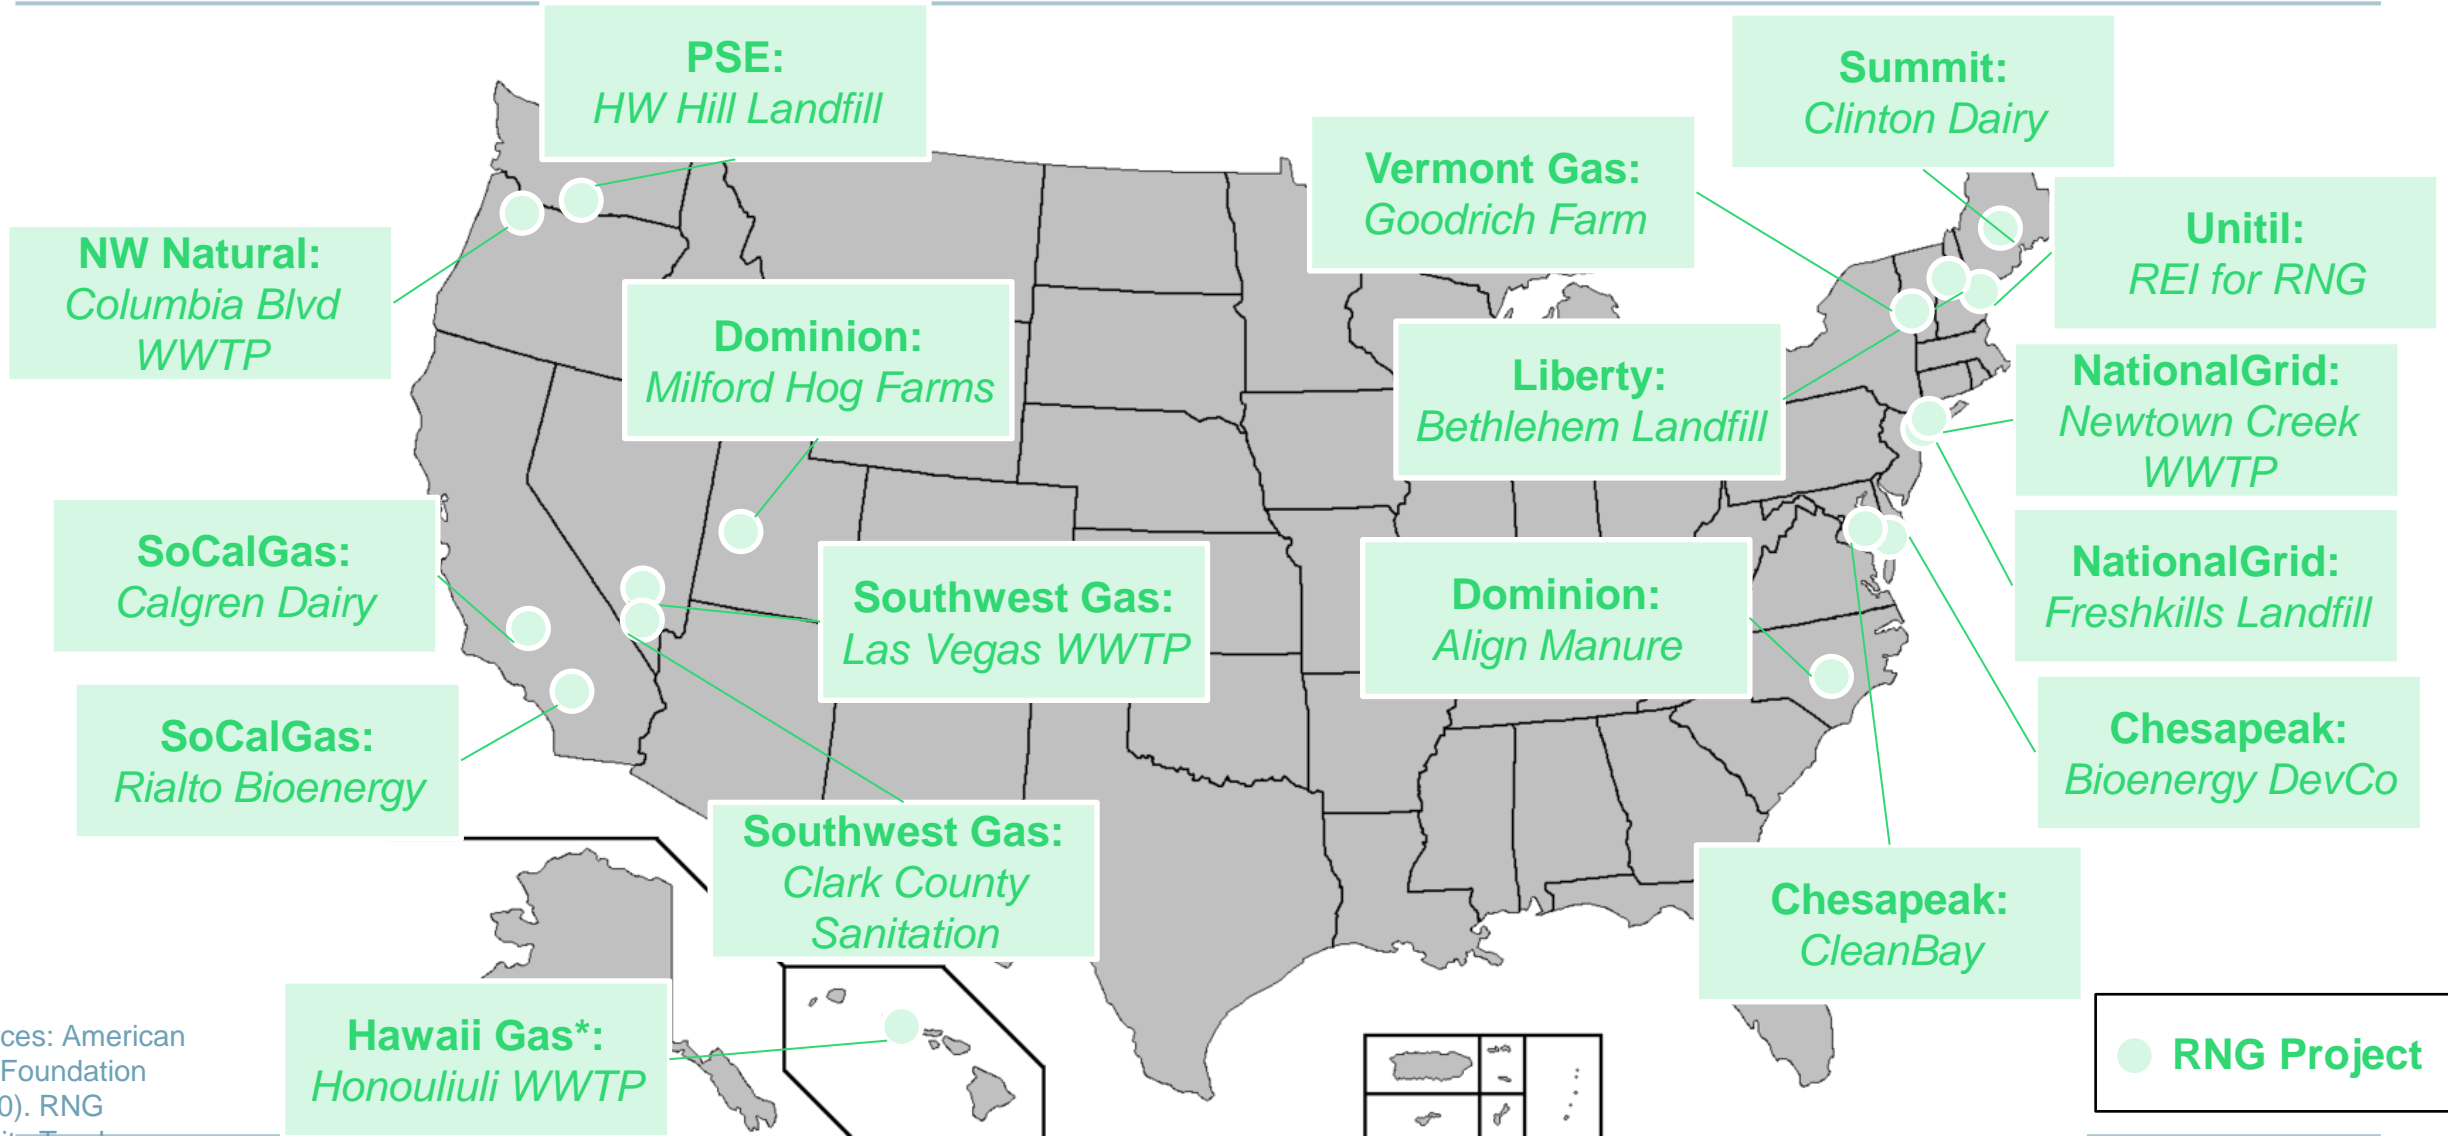 PSE:
HW Hill Landfill
Summit:
Clinton Dairy
Vermont Gas:
Goodrich Farm
Unitil:
REI for RNG
NW Natural:
Columbia Blvd
WWTP
Dominion:
Milford Hog Farms
Liberty:
Bethlehem Landfill
NationalGrid:
Newtown Creek
WWTP
SoCalGas:
Calgren Dairy
Southwest Gas:
Las Vegas WWTP
Dominion:
Align Manure
NationalGrid:
Freshkills Landfill
SoCalGas:
Rialto Bioenergy
Chesapeak:
Bioenergy DevCo
Southwest Gas:
Clark County
Sanitation
Chesapeak:
CleanBay
Hawaii Gas*:
Honouliuli WWTP
RNG Project
ces: American
Foundation
0). RNG